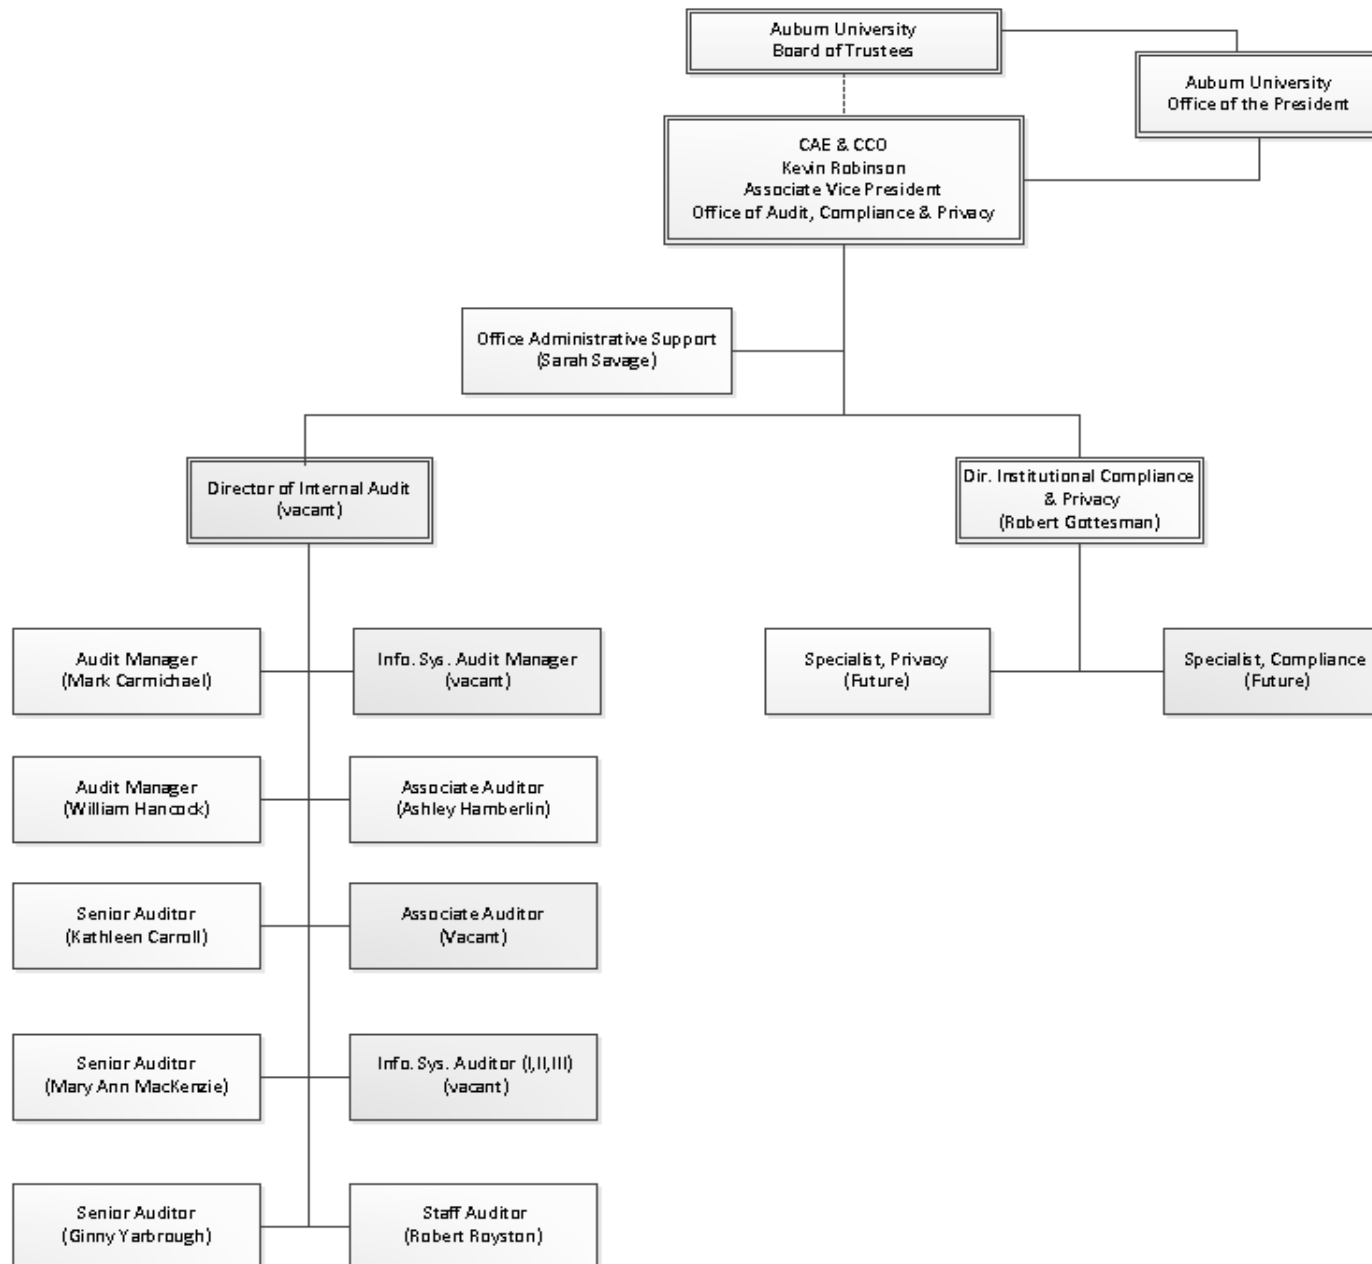 Auburn University
Board of Trustees
Auburn University
Office of the President
CAE & CCO
Kevin Robinson
Associate Vice President
Office of Audit, Compliance & Privacy
Office Administrative Support
(Sarah Savage)
Director of Internal Audit
(vacant)
Dir. Institutional Compliance
& Privacy
(Robert Gottesman)
Audit Manager
(Mark Carmichael)
Info. Sys. Audit Manager
(vacant)
Specialist, Privacy
(Future)
Specialist, Compliance
(Future)
Audit Manager
(William Hancock)
Associate Auditor
(Ashley Hamberlin)
Senior Auditor
(Kathleen Carroll)
Associate Auditor
(Vacant)
Senior Auditor
(Mary Ann MacKenzie)
Info. Sys. Auditor (I,II,III)
(vacant)
Senior Auditor
(Ginny Yarbrough)
Staff Auditor
(Robert Royston)